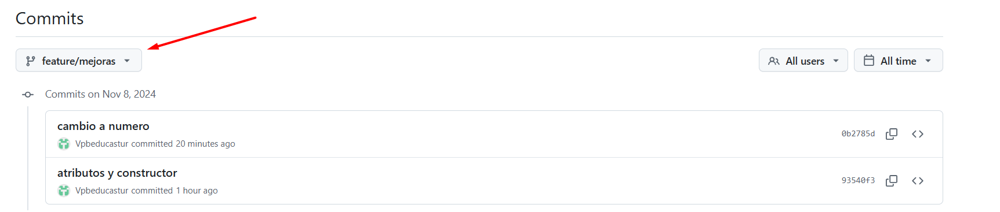 Commits
feature/mejoras
All users
All time
Commits on Nov 8, 2024
cambio a numero
Vpbeducastur committed 20 minutes ago
0b2785d
atributos y constructor
Vpbeducastur committed 1 hour ago
93540f3